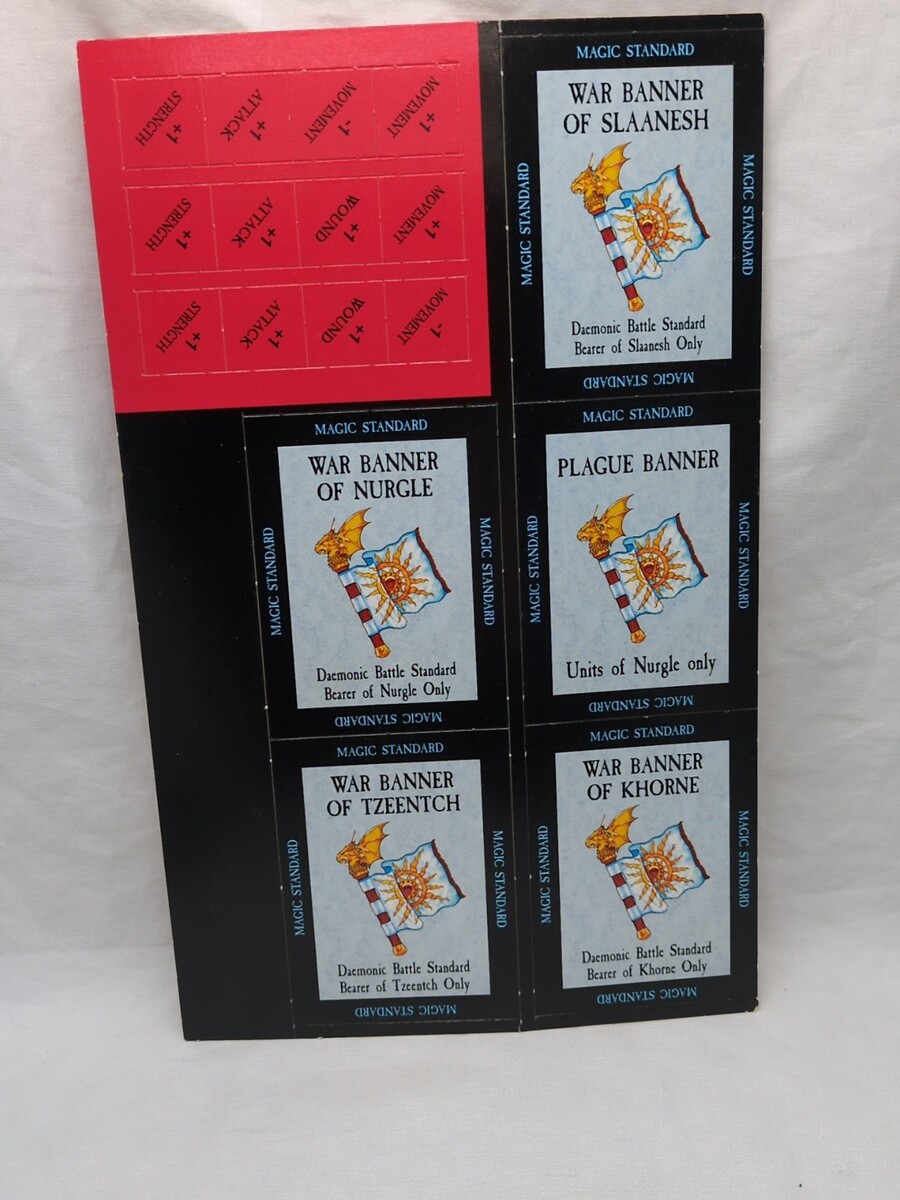 +1
STRENGTH
+1
ATTACK
-1
MOVEMENT
+1
MOVEMENT
+1
STRENGTH
+1
ATTACK
+1
WOUND
+1
MOVEMENT
+1
STRENGTH
+1
ATTACK
+1
WOUND
-1
MOVEMENT
MAGIC STANDARD
MAGIC STANDARD
WAR BANNER
OF SLAANESH
Daemonic Battle Standard
Bearer of Slaanesh Only
MAGIC STANDARD
MAGIC STANDARD
MAGIC STANDARD
MAGIC STANDARD
WAR BANNER
OF NURGLE
Daemonic Battle Standard
Bearer of Nurgle Only
MAGIC STANDARD
MAGIC STANDARD
MAGIC STANDARD
MAGIC STANDARD
PLAGUE BANNER
Units of Nurgle only
MAGIC STANDARD
MAGIC STANDARD
MAGIC STANDARD
MAGIC STANDARD
WAR BANNER
OF TZEENTCH
Daemonic Battle Standard
Bearer of Tzeentch Only
MAGIC STANDARD
MAGIC STANDARD
MAGIC STANDARD
MAGIC STANDARD
WAR BANNER
OF KHORNE
Daemonic Battle Standard
Bearer of Khorne Only
MAGIC STANDARD
MAGIC STANDARD